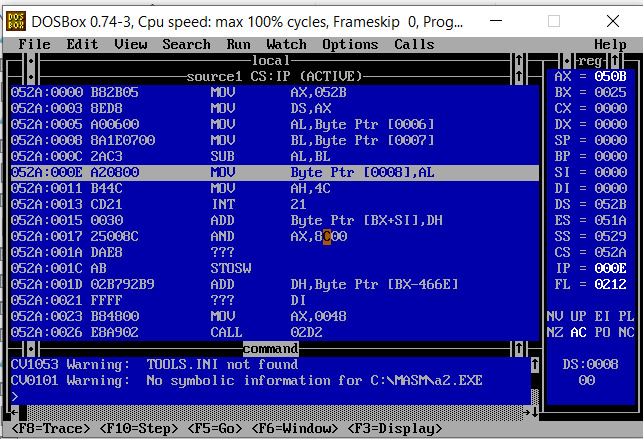 DOS BOX DOSBox 0.74-3, Cpu speed: max 100% cycles, Frameskip 0, Prog...
File Edit View Search Run Watch Options Calls Help
local
reg
source1 CS:IP (ACTIVE)
052A:0000 B82B05 MOV AX,052B
052A:0003 8ED8 MOV DS,AX
052A:0005 A00600 MOV AL,Byte Ptr [0006]
052A:0008 8A1E0700 MOV BL,Byte Ptr [0007]
052A:000C 2AC3 SUB AL,BL
052A:000E A20800 MOV Byte Ptr [0008],AL
052A:0011 B44C MOV AH,4C
052A:0013 CD21 INT 21
052A:0015 0030 ADD Byte Ptr [BX+SI],DH
052A:0017 25008C AND AX,8C00
052A:001A DAE8 ???
052A:001C AB STOSW
052A:001D 02B792B9 ADD DH,Byte Ptr [BX-466E]
052A:0021 FFFF ??? DI
052A:0023 B84800 MOV AX,0048
052A:0026 E8A902 CALL 02D2
AX = 050B
BX = 0025
CX = 0000
DX = 0000
SP = 0000
BP = 0000
SI = 0000
DI = 0000
DS = 052B
ES = 051A
SS = 0529
CS = 052A
IP = 000E
FL = 0212
NV UP EI PL
NZ AC PO NC
DS:0008
00
command
CV1053 Warning: TOOLS.INI not found
CV0101 Warning: No symbolic information for C:\MASM\a2.EXE
>
<F8=Trace> <F10=Step> <F5=Go> <F6=Window> <F3=Display>